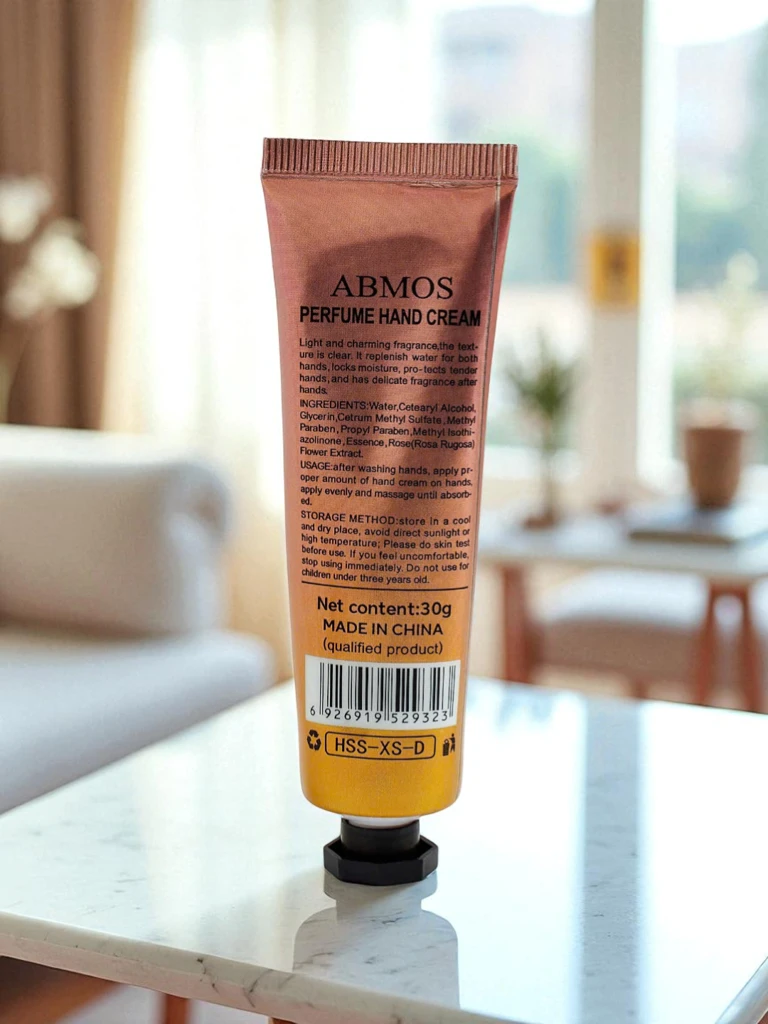 ABMOS
PERFUME HAND CREAM
Light and charming fragrance,the text-
ure is clear. It replenish water for both
hands, locks moisture, pro-tects tender
hands, and has delicate fragrance after
hands.
INGREDIENTS:Water,Cetearyl Alcohol,
Glycerin,Cetrum Methyl Sulfate, Methyl
Paraben, Propyl Paraben,Methyl Isothi-
azolinone, Essence,Rose(Rosa Rugosa)
Flower Extract.
USAGE:after washing hands, apply pr-
oper amount of hand cream on hands,
apply evenly and massage until absorb-
ed.
STORAGE METHOD:store in a cool
and dry place, avoid direct sunlight or
high temperature; Please do skin test
before use. If you feel uncomfortable,
stop using immediately. Do not use for
children under three years old.
Net content:30g
MADE IN CHINA
(qualified product)
6 926919 529323
HSS-XS-D